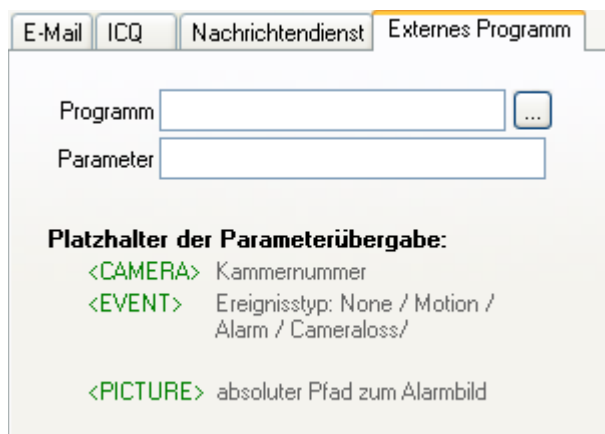 E-Mail ICQ Nachrichtendienst Externes Programm
Programm ...
Parameter
Platzhalter der Parameterübergabe:
<CAMERA> Kammernummer
<EVENT> Ereignisstyp: None / Motion /
Alarm / Cameraloss/
<PICTURE> absoluter Pfad zum Alarmbild